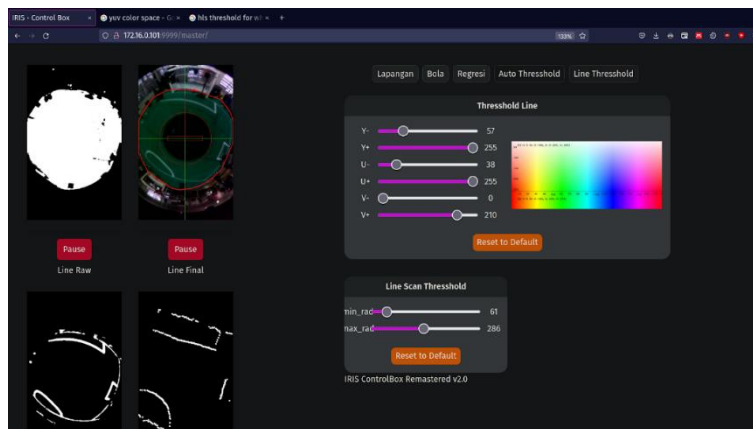 IRIS - Control Box
yuv color space - Go
hls threshold for wh
172.16.0.101:9999/master/
133%
Lapangan Bola Regresi Auto Thresshold Line Thresshold
Thresshold Line
Y- 57
Y+ 255
U- 38
U+ 255
V- 0
V+ 210
Reset to Default
Pause Pause
Line Raw Line Final
Line Scan Thresshold
min_rad 61
max_rad 286
Reset to Default
IRIS ControlBox Remastered v2.0